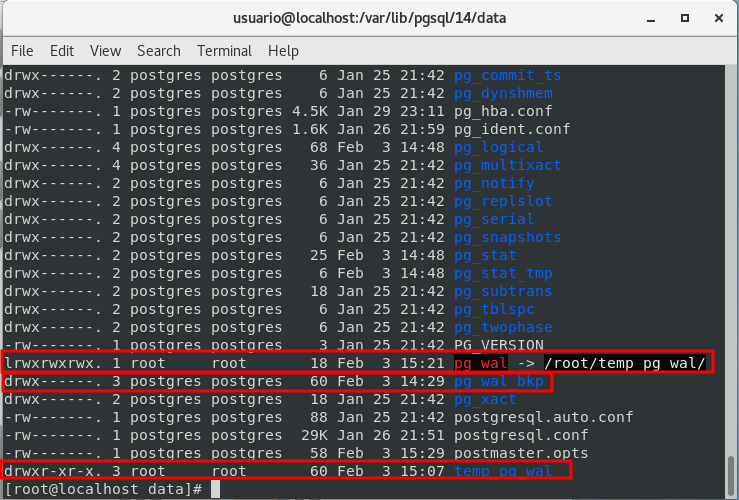 usuario@localhost:/var/lib/pgsql/14/data
File Edit View Search Terminal Help
drwx------. 2 postgres postgres 6 Jan 25 21:42 pg_commit_ts
drwx------. 2 postgres postgres 6 Jan 25 21:42 pg_dynshmem
-rw-------. 1 postgres postgres 4.5K Jan 29 23:11 pg_hba.conf
-rw-------. 1 postgres postgres 1.6K Jan 26 21:59 pg_ident.conf
drwx------. 4 postgres postgres 68 Feb 3 14:48 pg_logical
drwx------. 4 postgres postgres 36 Jan 25 21:42 pg_multixact
drwx------. 2 postgres postgres 6 Jan 25 21:42 pg_notify
drwx------. 2 postgres postgres 6 Jan 25 21:42 pg_replslot
drwx------. 2 postgres postgres 6 Jan 25 21:42 pg_serial
drwx------. 2 postgres postgres 6 Jan 25 21:42 pg_snapshots
drwx------. 2 postgres postgres 25 Feb 3 14:48 pg_stat
drwx------. 2 postgres postgres 6 Feb 3 14:48 pg_stat_tmp
drwx------. 2 postgres postgres 18 Jan 25 21:42 pg_subtrans
drwx------. 2 postgres postgres 6 Jan 25 21:42 pg_tblspc
drwx------. 2 postgres postgres 6 Jan 25 21:42 pg_twophase
-rw-------. 1 postgres postgres 3 Jan 25 21:42 PG_VERSION
lrwxrwxrwx. 1 root root 18 Feb 3 15:21 pg_wal -> /root/temp_pg_wal/
drwx------. 3 postgres postgres 60 Feb 3 14:29 pg_wal_bkp
drwx------. 2 postgres postgres 18 Jan 25 21:42 pg_xact
-rw-------. 1 postgres postgres 88 Jan 25 21:42 postgresql.auto.conf
-rw-------. 1 postgres postgres 29K Jan 26 21:51 postgresql.conf
-rw-------. 1 postgres postgres 58 Feb 3 15:29 postmaster.opts
drwxr-xr-x. 3 root root 60 Feb 3 15:07 temp_pg_wal
[root@localhost data]#